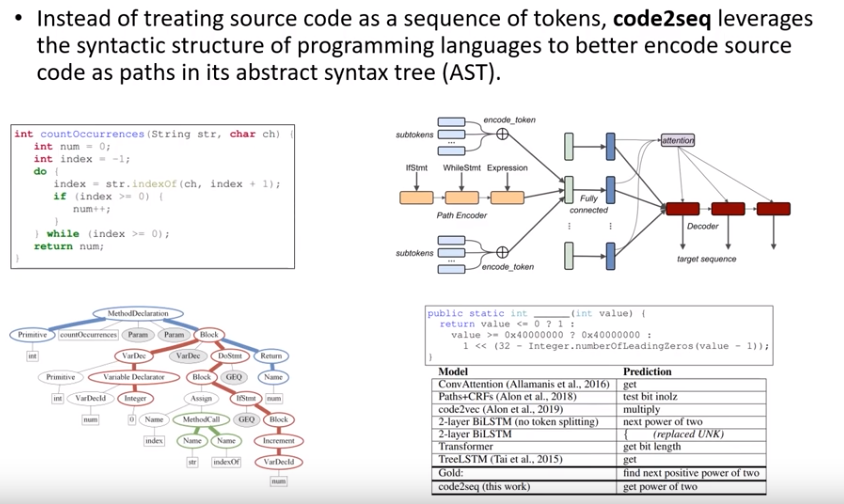 • Instead of treating source code as a sequence of tokens, code2seq leverages
the syntactic structure of programming languages to better encode source
code as paths in its abstract syntax tree (AST).
int countOccurrences(String str, char ch) {
int num = 0;
int index = -1;
do {
index = str.indexOf(ch, index + 1);
if (index >= 0) {
num++;
}
} while (index >= 0);
return num;
}
encode_token
subtokens
...
attention
IfStmt WhileStmt Expression
Fully
connected
Path Encoder
Decoder
subtokens
...
encode_token
target sequence
MethodDeclaration
Primitive countOccurrences Param Param Block
int VarDec VarDec DoStmt Return
Primitive Variable Declarator Block GEQ Name
int VarDecId Integer Assign IfStmt num
num 0 Name MethodCall GEQ Block
index Name Name Increment
str indexOf VarDecId
num
public static int _____(int value) {
return value <= 0 ? 1 :
value >= 0x40000000 ? 0x40000000 :
1 << (32 - Integer.numberOfLeadingZeros(value - 1));
}
Model Prediction
ConvAttention (Allamanis et al., 2016) get
Paths+CRFs (Alon et al., 2018) test bit inolz
code2vec (Alon et al., 2019) multiply
2-layer BiLSTM (no token splitting) next power of two
2-layer BiLSTM { (replaced UNK)
Transformer get bit length
TreeLSTM (Tai et al., 2015) get
Gold: find next positive power of two
code2seq (this work) get power of two